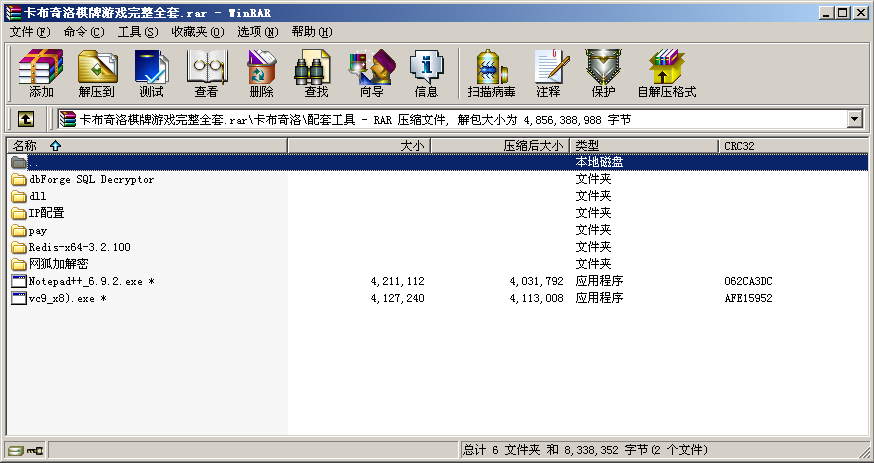 卡布奇洛棋牌游戏完整全套.rar - WinRAR
文件(F) 命令(C) 工具(S) 收藏夹(O) 选项(N) 帮助(H)
添加 解压到 测试 查看 删除 查找 向导 信息 扫描病毒 注释 保护 自解压格式
卡布奇洛棋牌游戏完整全套.rar\卡布奇洛\配套工具 - RAR 压缩文件, 解包大小为 4,856,388,988 字节
名称 大小 压缩后大小 类型 CRC32
.. 本地磁盘
dbForge SQL Decryptor 文件夹
dll 文件夹
IP配置 文件夹
pay 文件夹
Redis-x64-3.2.100 文件夹
网狐加解密 文件夹
Notepad++_6.9.2.exe * 4,211,112 4,031,792 应用程序 062CA3DC
vc9_x8).exe * 4,127,240 4,113,008 应用程序 AFE15952
总计 6 文件夹 和 8,338,352 字节(2 个文件)